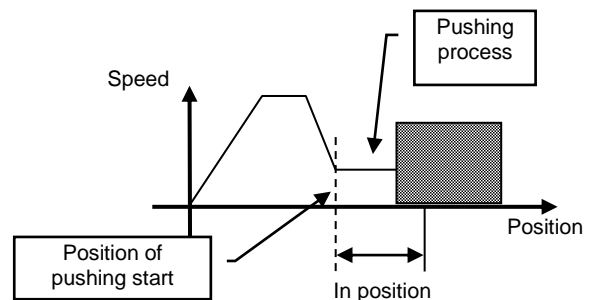 Pushing
process
Speed
Position
Position of
pushing start
In position